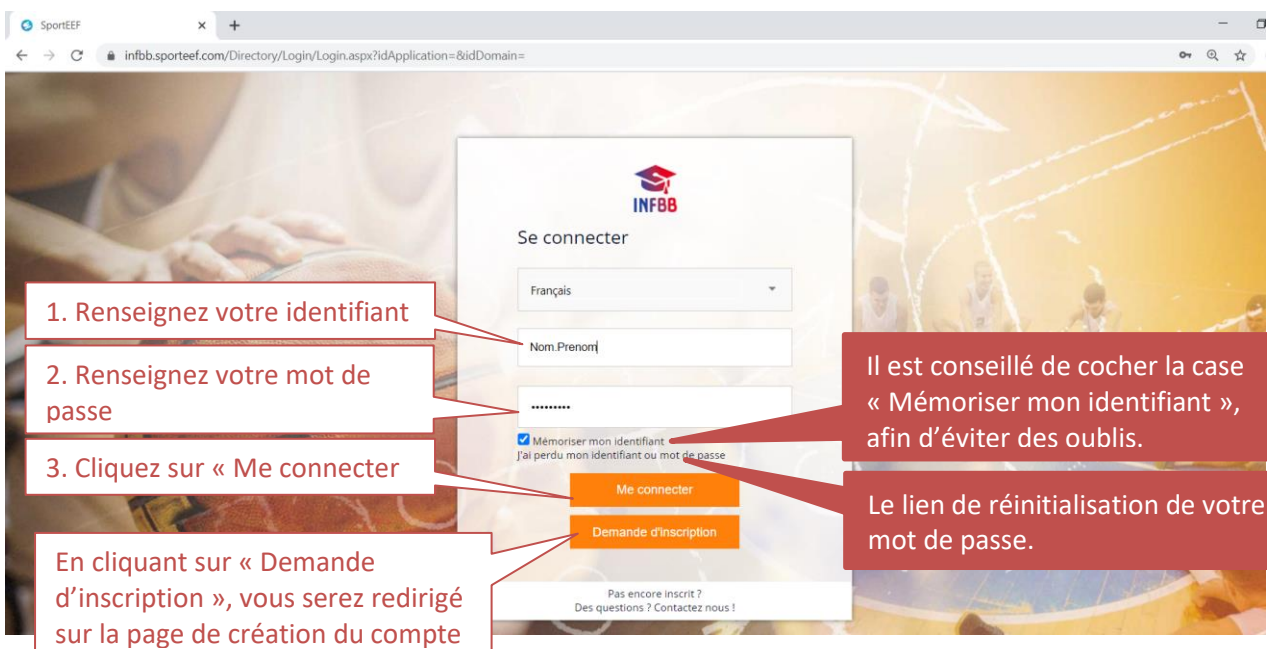 SportEEF
infbb.sporteef.com/Directory/Login/Login.aspx?idApplication=&idDomain=
INFBB
Se connecter
Français
1. Renseignez votre identifiant
Nom.Prenom
2. Renseignez votre mot de
passe
•••••••••
Il est conseillé de cocher la case
« Mémoriser mon identifiant »,
afin d’éviter des oublis.
Mémoriser mon identifiant
J'ai perdu mon identifiant ou mot de passe
3. Cliquez sur « Me connecter
Me connecter
Le lien de réinitialisation de votre
mot de passe.
Demande d'inscription
En cliquant sur « Demande
d’inscription », vous serez redirigé
sur la page de création du compte
Pas encore inscrit ?
Des questions ? Contactez nous !